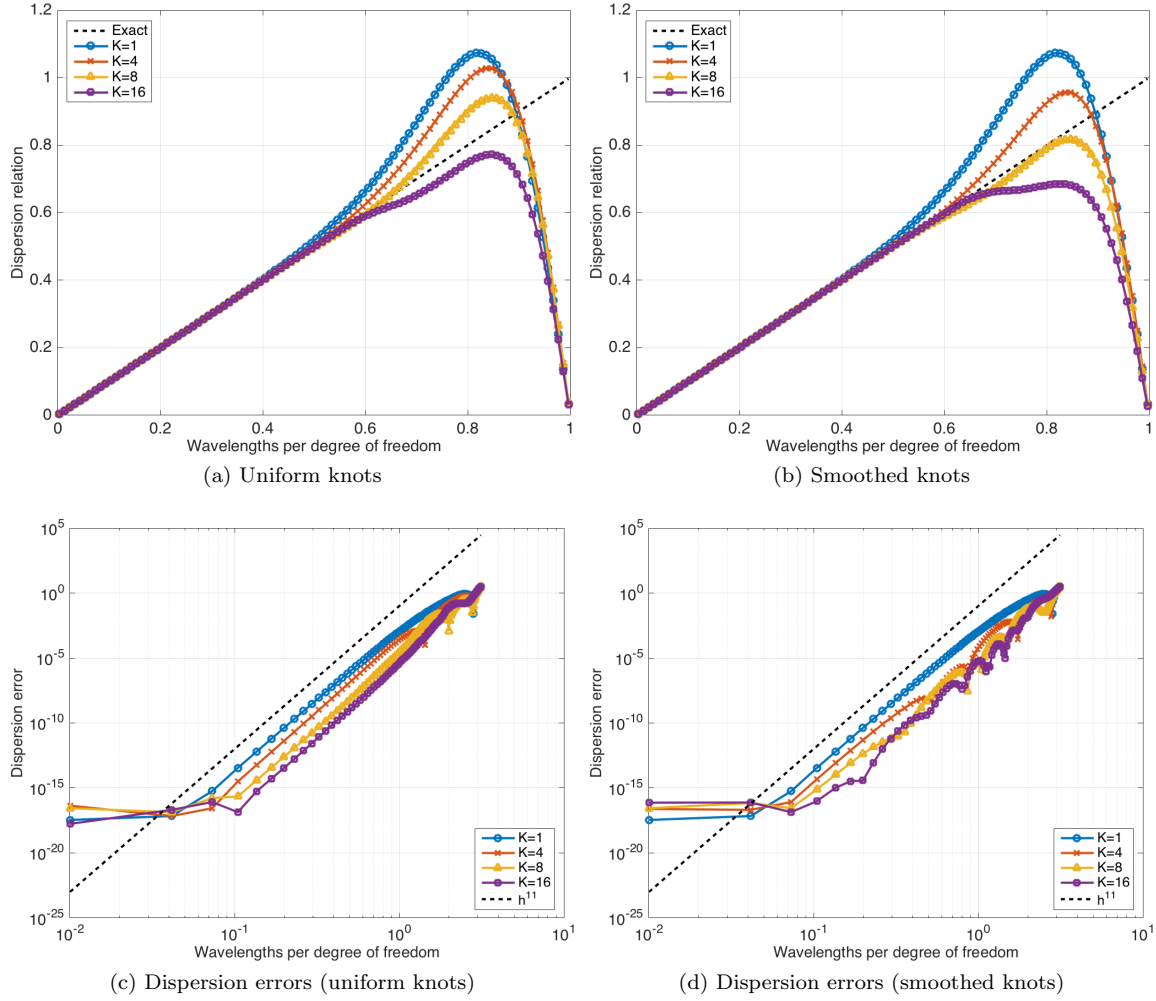 1.2
1
0.8
0.6
0.4
0.2
0
0
0.2
0.4
0.6
0.8
1
Dispersion relation
Wavelengths per degree of freedom
Exact
K=1
K=4
K=8
K=16
(a) Uniform knots
1.2
1
0.8
0.6
0.4
0.2
0
0
0.2
0.4
0.6
0.8
1
Dispersion relation
Wavelengths per degree of freedom
Exact
K=1
K=4
K=8
K=16
(b) Smoothed knots
10^5
10^0
10^-5
10^-10
10^-15
10^-20
10^-25
10^-2
10^-1
10^0
10^1
Dispersion error
Wavelengths per degree of freedom
K=1
K=4
K=8
K=16
h^11
(c) Dispersion errors (uniform knots)
10^5
10^0
10^-5
10^-10
10^-15
10^-20
10^-25
10^-2
10^-1
10^0
10^1
Dispersion error
Wavelengths per degree of freedom
K=1
K=4
K=8
K=16
h^11
(d) Dispersion errors (smoothed knots)